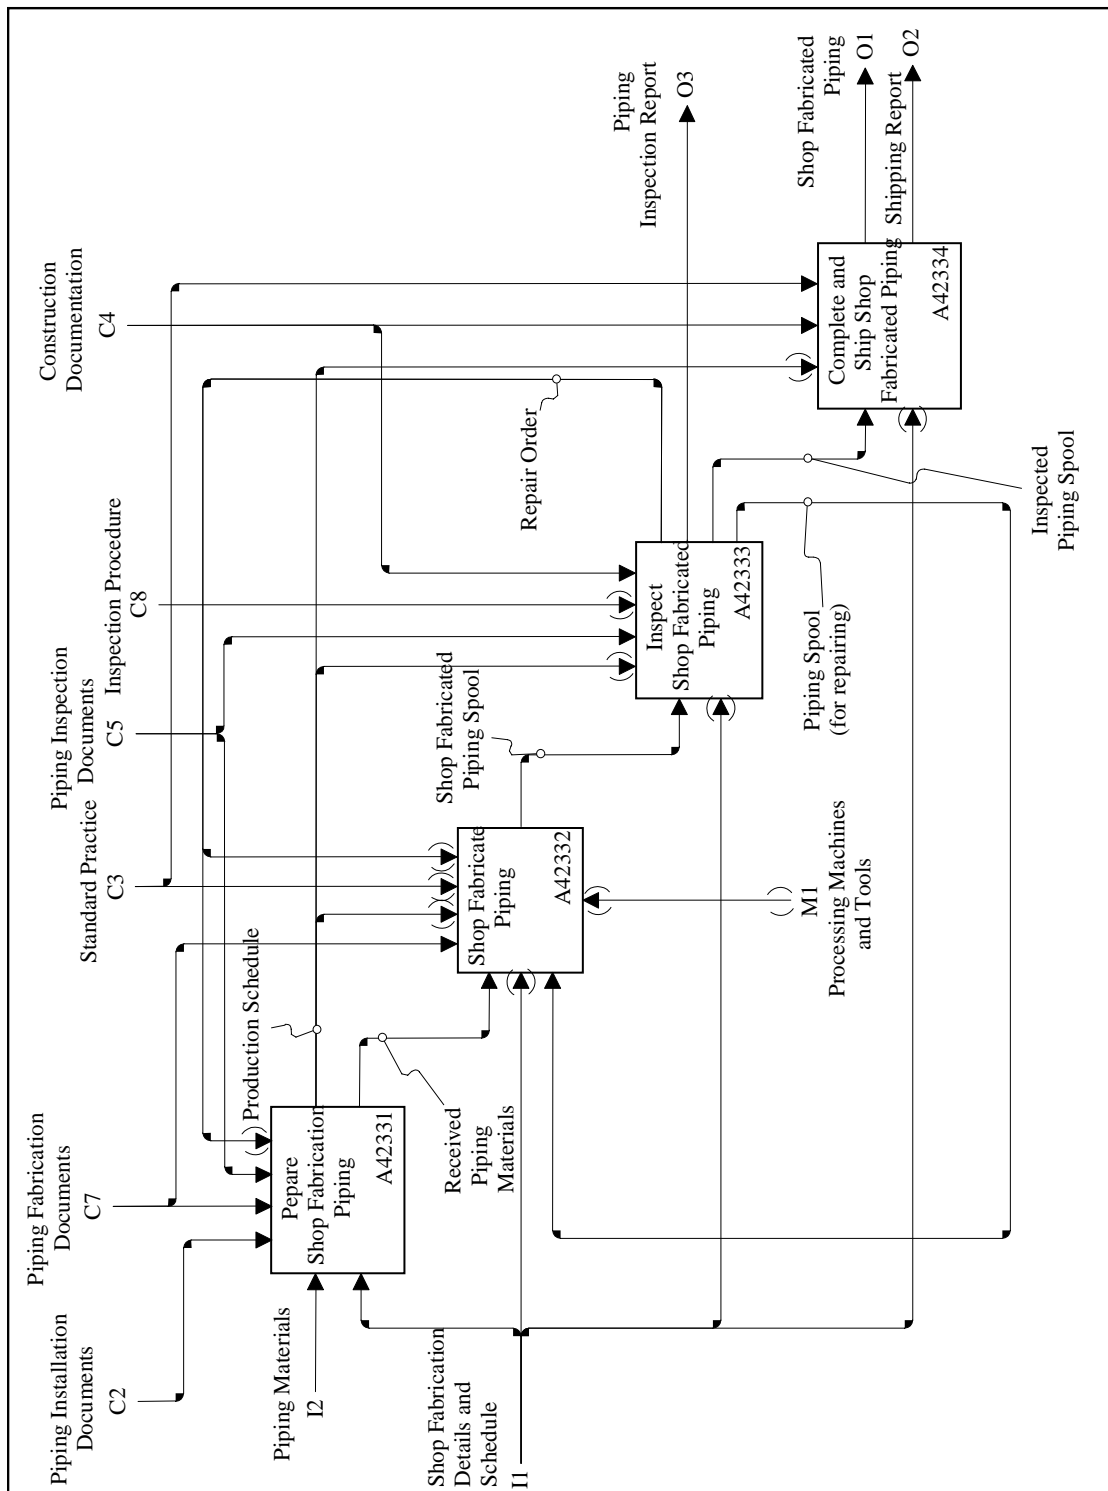 Piping Installation
Documents
C2
Piping Fabrication
Documents
C7
Standard Practice
C3
Piping Inspection
Documents
C5
Inspection Procedure
C8
Construction
Documentation
C4
Piping Materials
I2
Shop Fabrication
Details and
Schedule
I1
Pepare
Shop Fabrication
Piping
A42331
Production Schedule
Received
Piping
Materials
Shop Fabricate
Piping
A42332
Shop Fabricated
Piping Spool
Processing Machines
and Tools
M1
Inspect
Shop Fabricated
Piping
A42333
Repair Order
Piping Spool
(for repairing)
Inspected
Piping Spool
Complete and
Ship Shop
Fabricated Piping
A42334
Piping
Inspection Report
O3
Shop Fabricated
Piping
O1
Shipping Report
O2